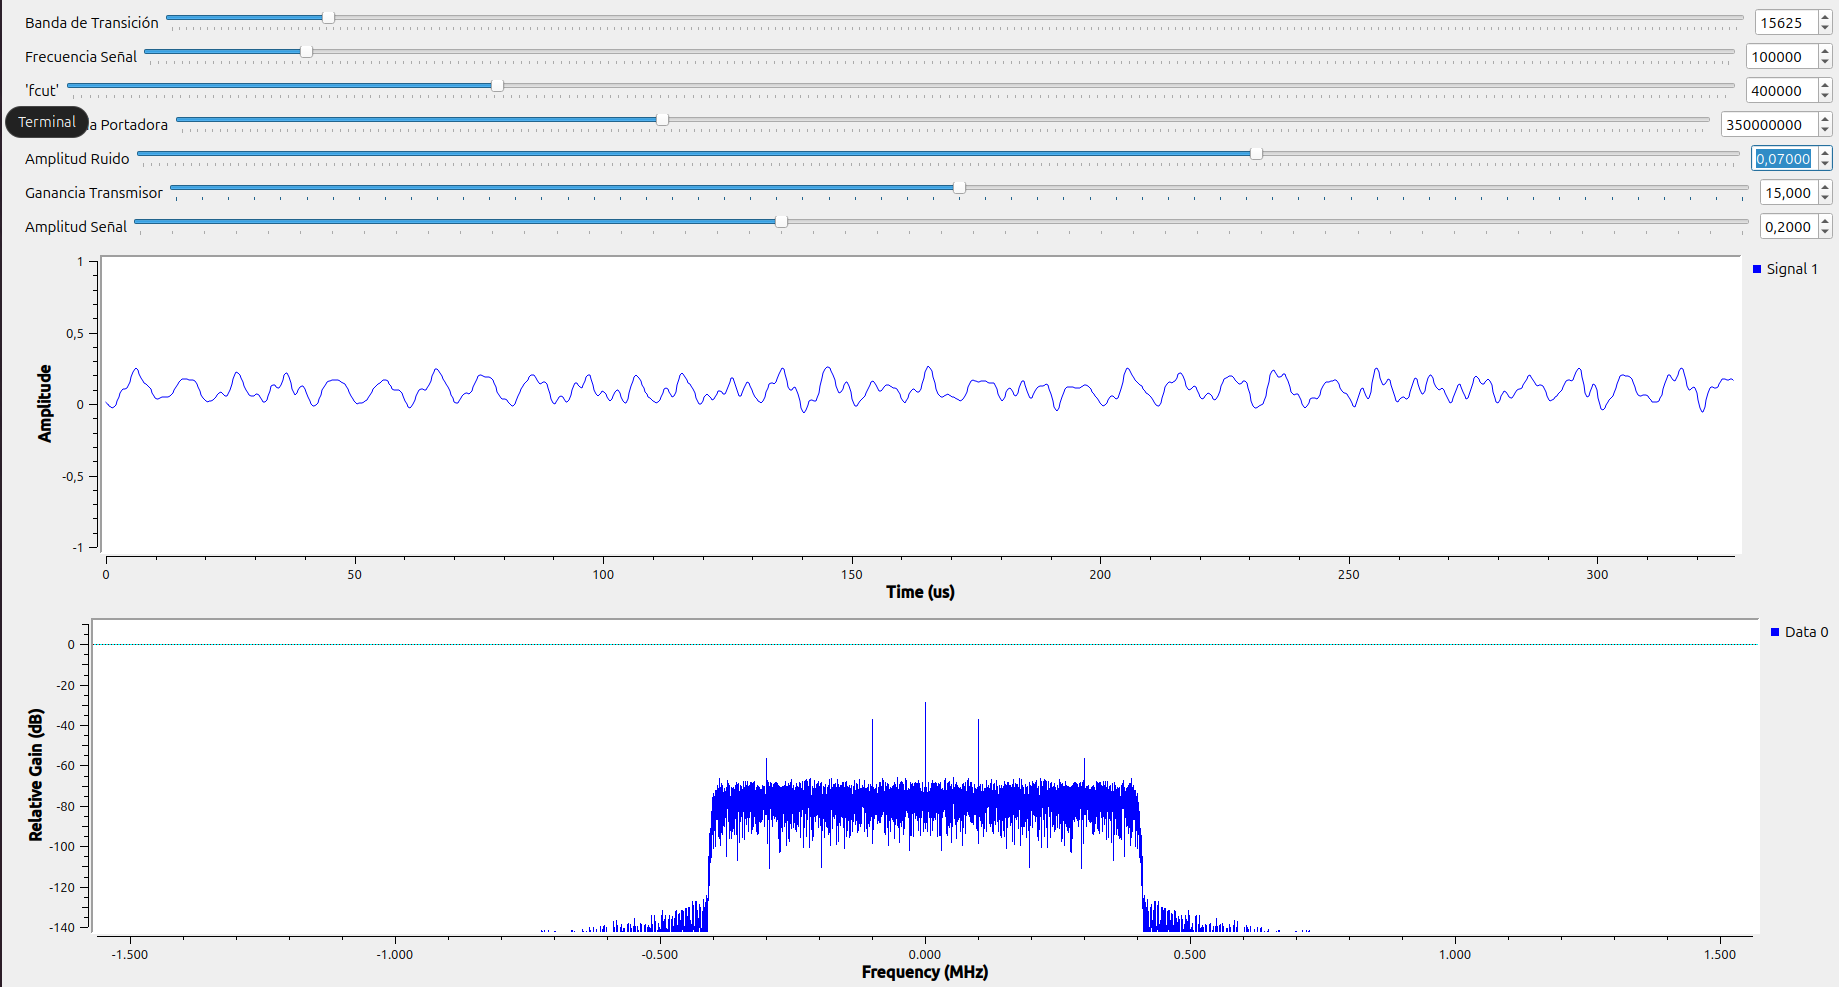 Banda de Transición 15625
Frecuencia Señal 100000
'fcut' 400000
Terminal a Portadora 350000000
Amplitud Ruido 0,07000
Ganancia Transmisor 15,000
Amplitud Señal 0,2000
Signal 1
1
0,5
0
-0,5
-1
Amplitude
0 50 100 150 200 250 300
Time (us)
Data 0
0
-20
-40
-60
-80
-100
-120
-140
Relative Gain (dB)
-1.500 -1.000 -0.500 0.000 0.500 1.000 1.500
Frequency (MHz)